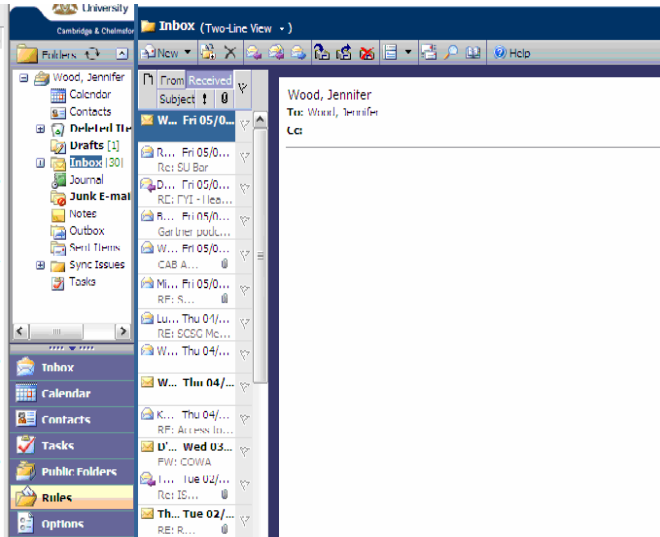 University
Cambridge & Chelmsfor
Folders
Wood, Jennifer
Calendar
Contacts
Deleted Ite
Drafts [1]
Inbox [30]
Journal
Junk E-mai
Notes
Outbox
Sent Items
Sync Issues
Tasks
Inbox
Calendar
Contacts
Tasks
Public Folders
Rules
Options
Inbox (Two-Line View)
New
Help
From Received
Subject
W... Fri 05/0...
R... Fri 05/0...
Re: SU Bar
D... Fri 05/0...
RE: FYI - Hea...
B... Fri 05/0...
Gartner podc...
W... Fri 05/0...
CAB A...
Mi... Fri 05/0...
RE: S...
Lu... Thu 04/...
RE: SCSG Me...
W... Thu 04/...
W... Thu 04/...
K... Thu 04/...
RE: Access to...
D'... Wed 03...
FW: COWA
T... Tue 02/...
Re: IS...
Th... Tue 02/...
RE: R...
Wood, Jennifer
To: Wood, Jennifer
Cc: